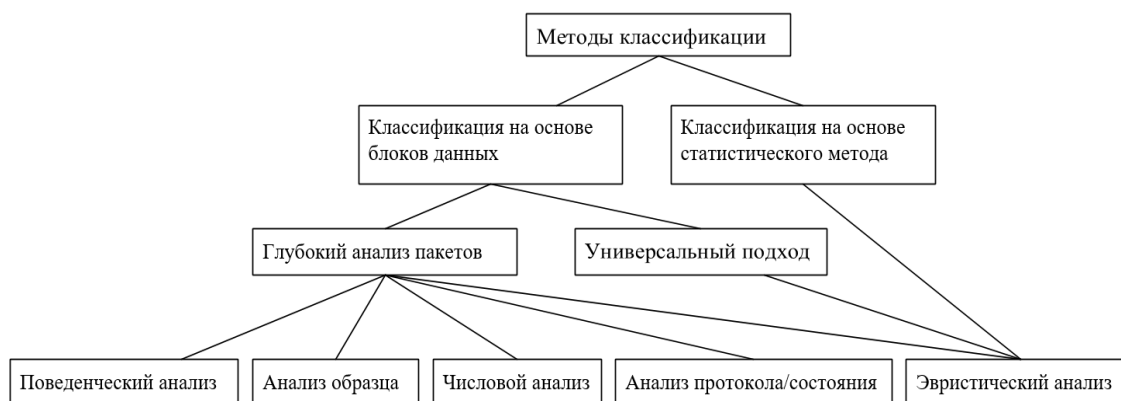 Методы классификации
Классификация на основе
блоков данных
Классификация на основе
статистического метода
Глубокий анализ пакетов
Универсальный подход
Поведенческий анализ
Анализ образца
Числовой анализ
Анализ протокола/состояния
Эвристический анализ